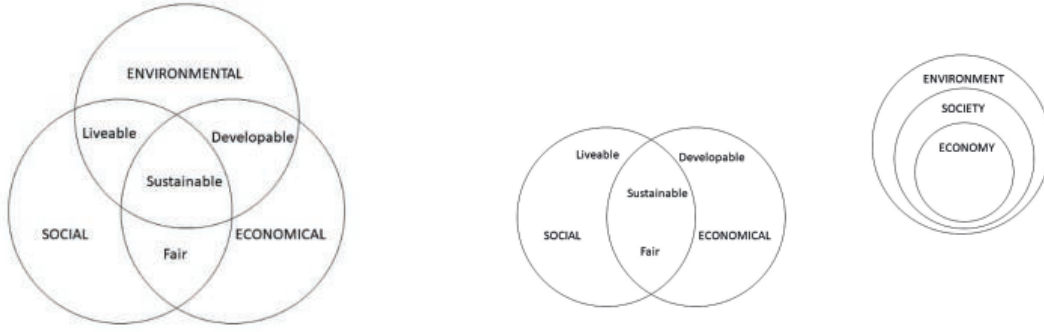 ENVIRONMENTAL
Liveable
Developable
Sustainable
SOCIAL
ECONOMICAL
Fair
Liveable
Developable
Sustainable
SOCIAL
ECONOMICAL
Fair
ENVIRONMENT
SOCIETY
ECONOMY